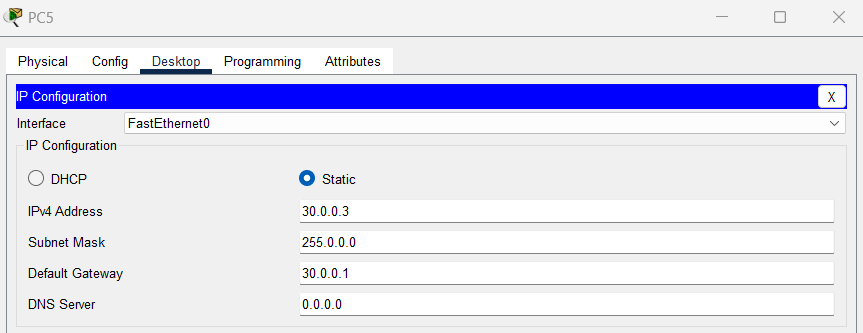 PC5
Physical Config Desktop Programming Attributes
IP Configuration X
Interface FastEthernet0
IP Configuration
DHCP Static
IPv4 Address 30.0.0.3
Subnet Mask 255.0.0.0
Default Gateway 30.0.0.1
DNS Server 0.0.0.0